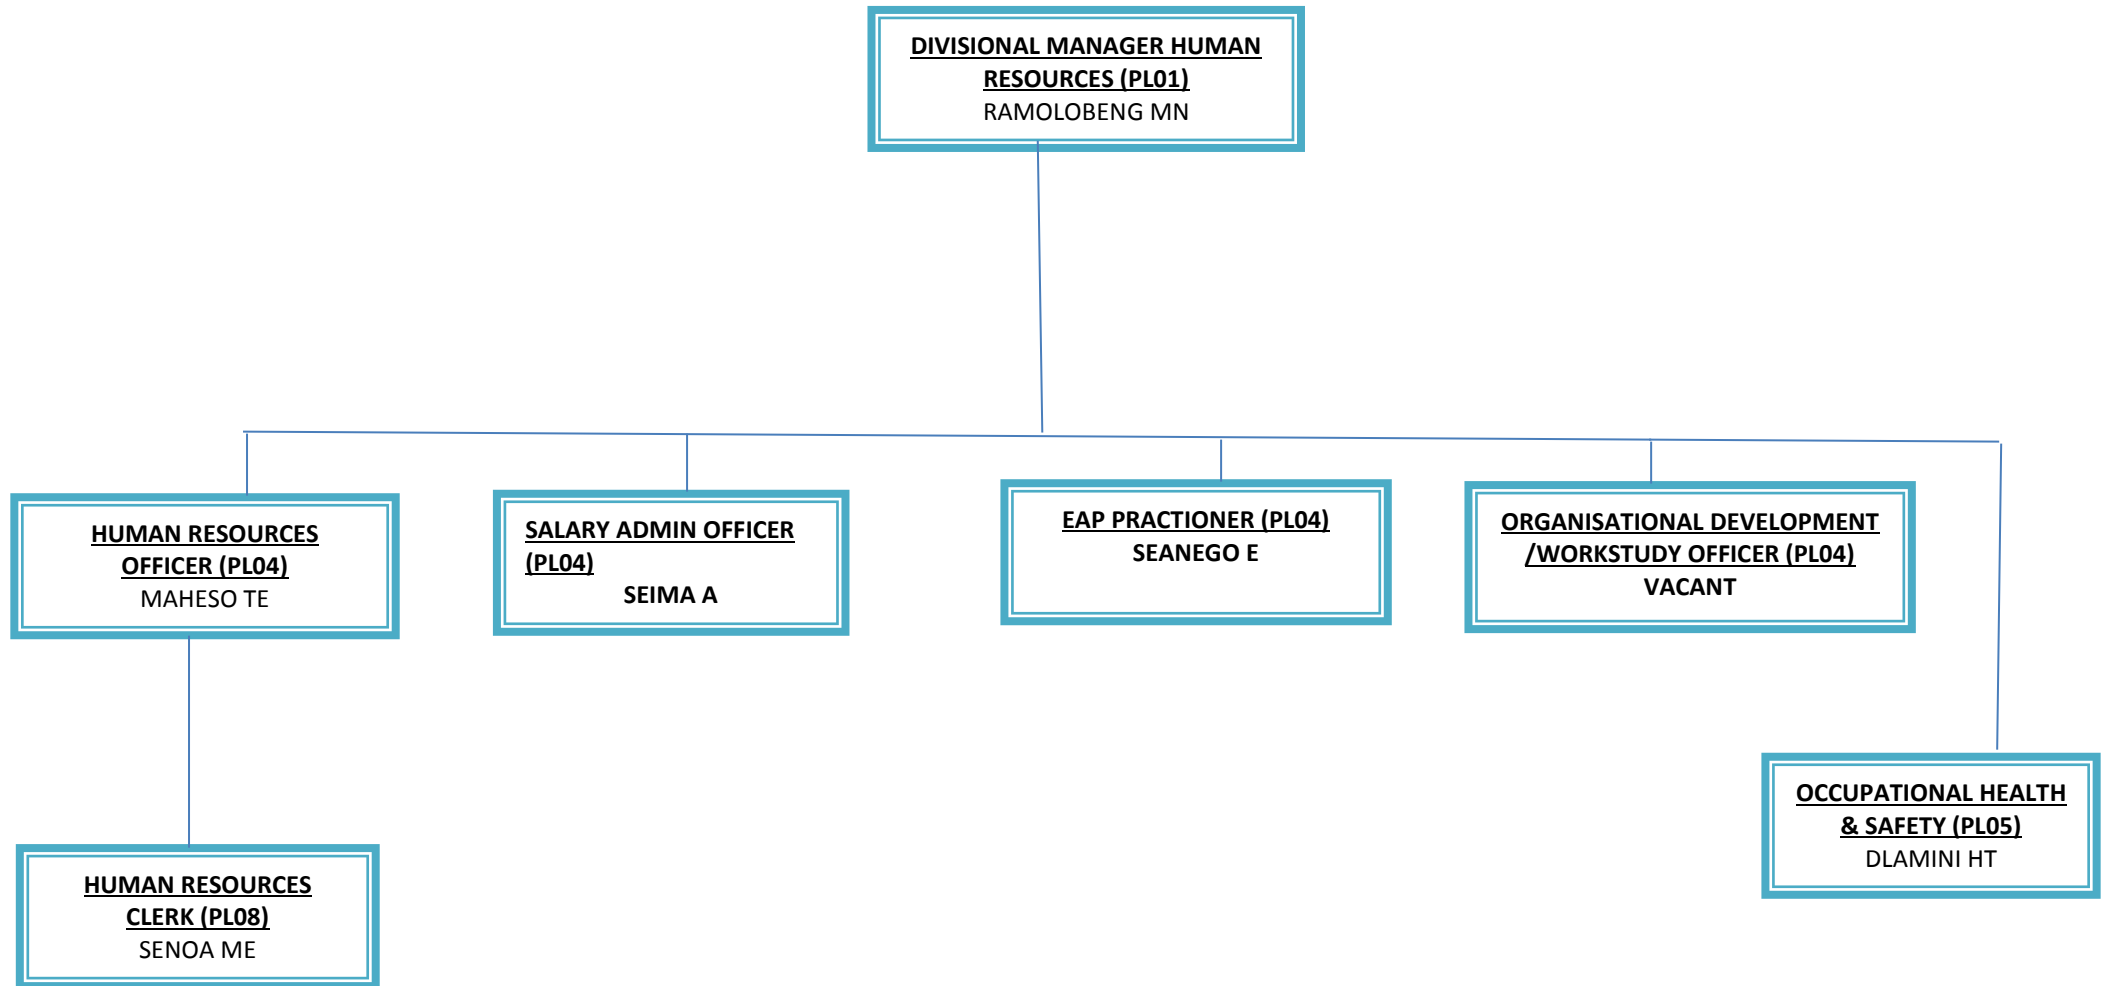 DIVISIONAL MANAGER HUMAN
RESOURCES (PL01)
RAMOLOBENG MN
HUMAN RESOURCES
OFFICER (PL04)
MAHESO TE
SALARY ADMIN OFFICER
(PL04)
SEIMA A
EAP PRACTIONER (PL04)
SEANEGO E
ORGANISATIONAL DEVELOPMENT
/WORKSTUDY OFFICER (PL04)
VACANT
OCCUPATIONAL HEALTH
& SAFETY (PL05)
DLAMINI HT
HUMAN RESOURCES
CLERK (PL08)
SENOA ME